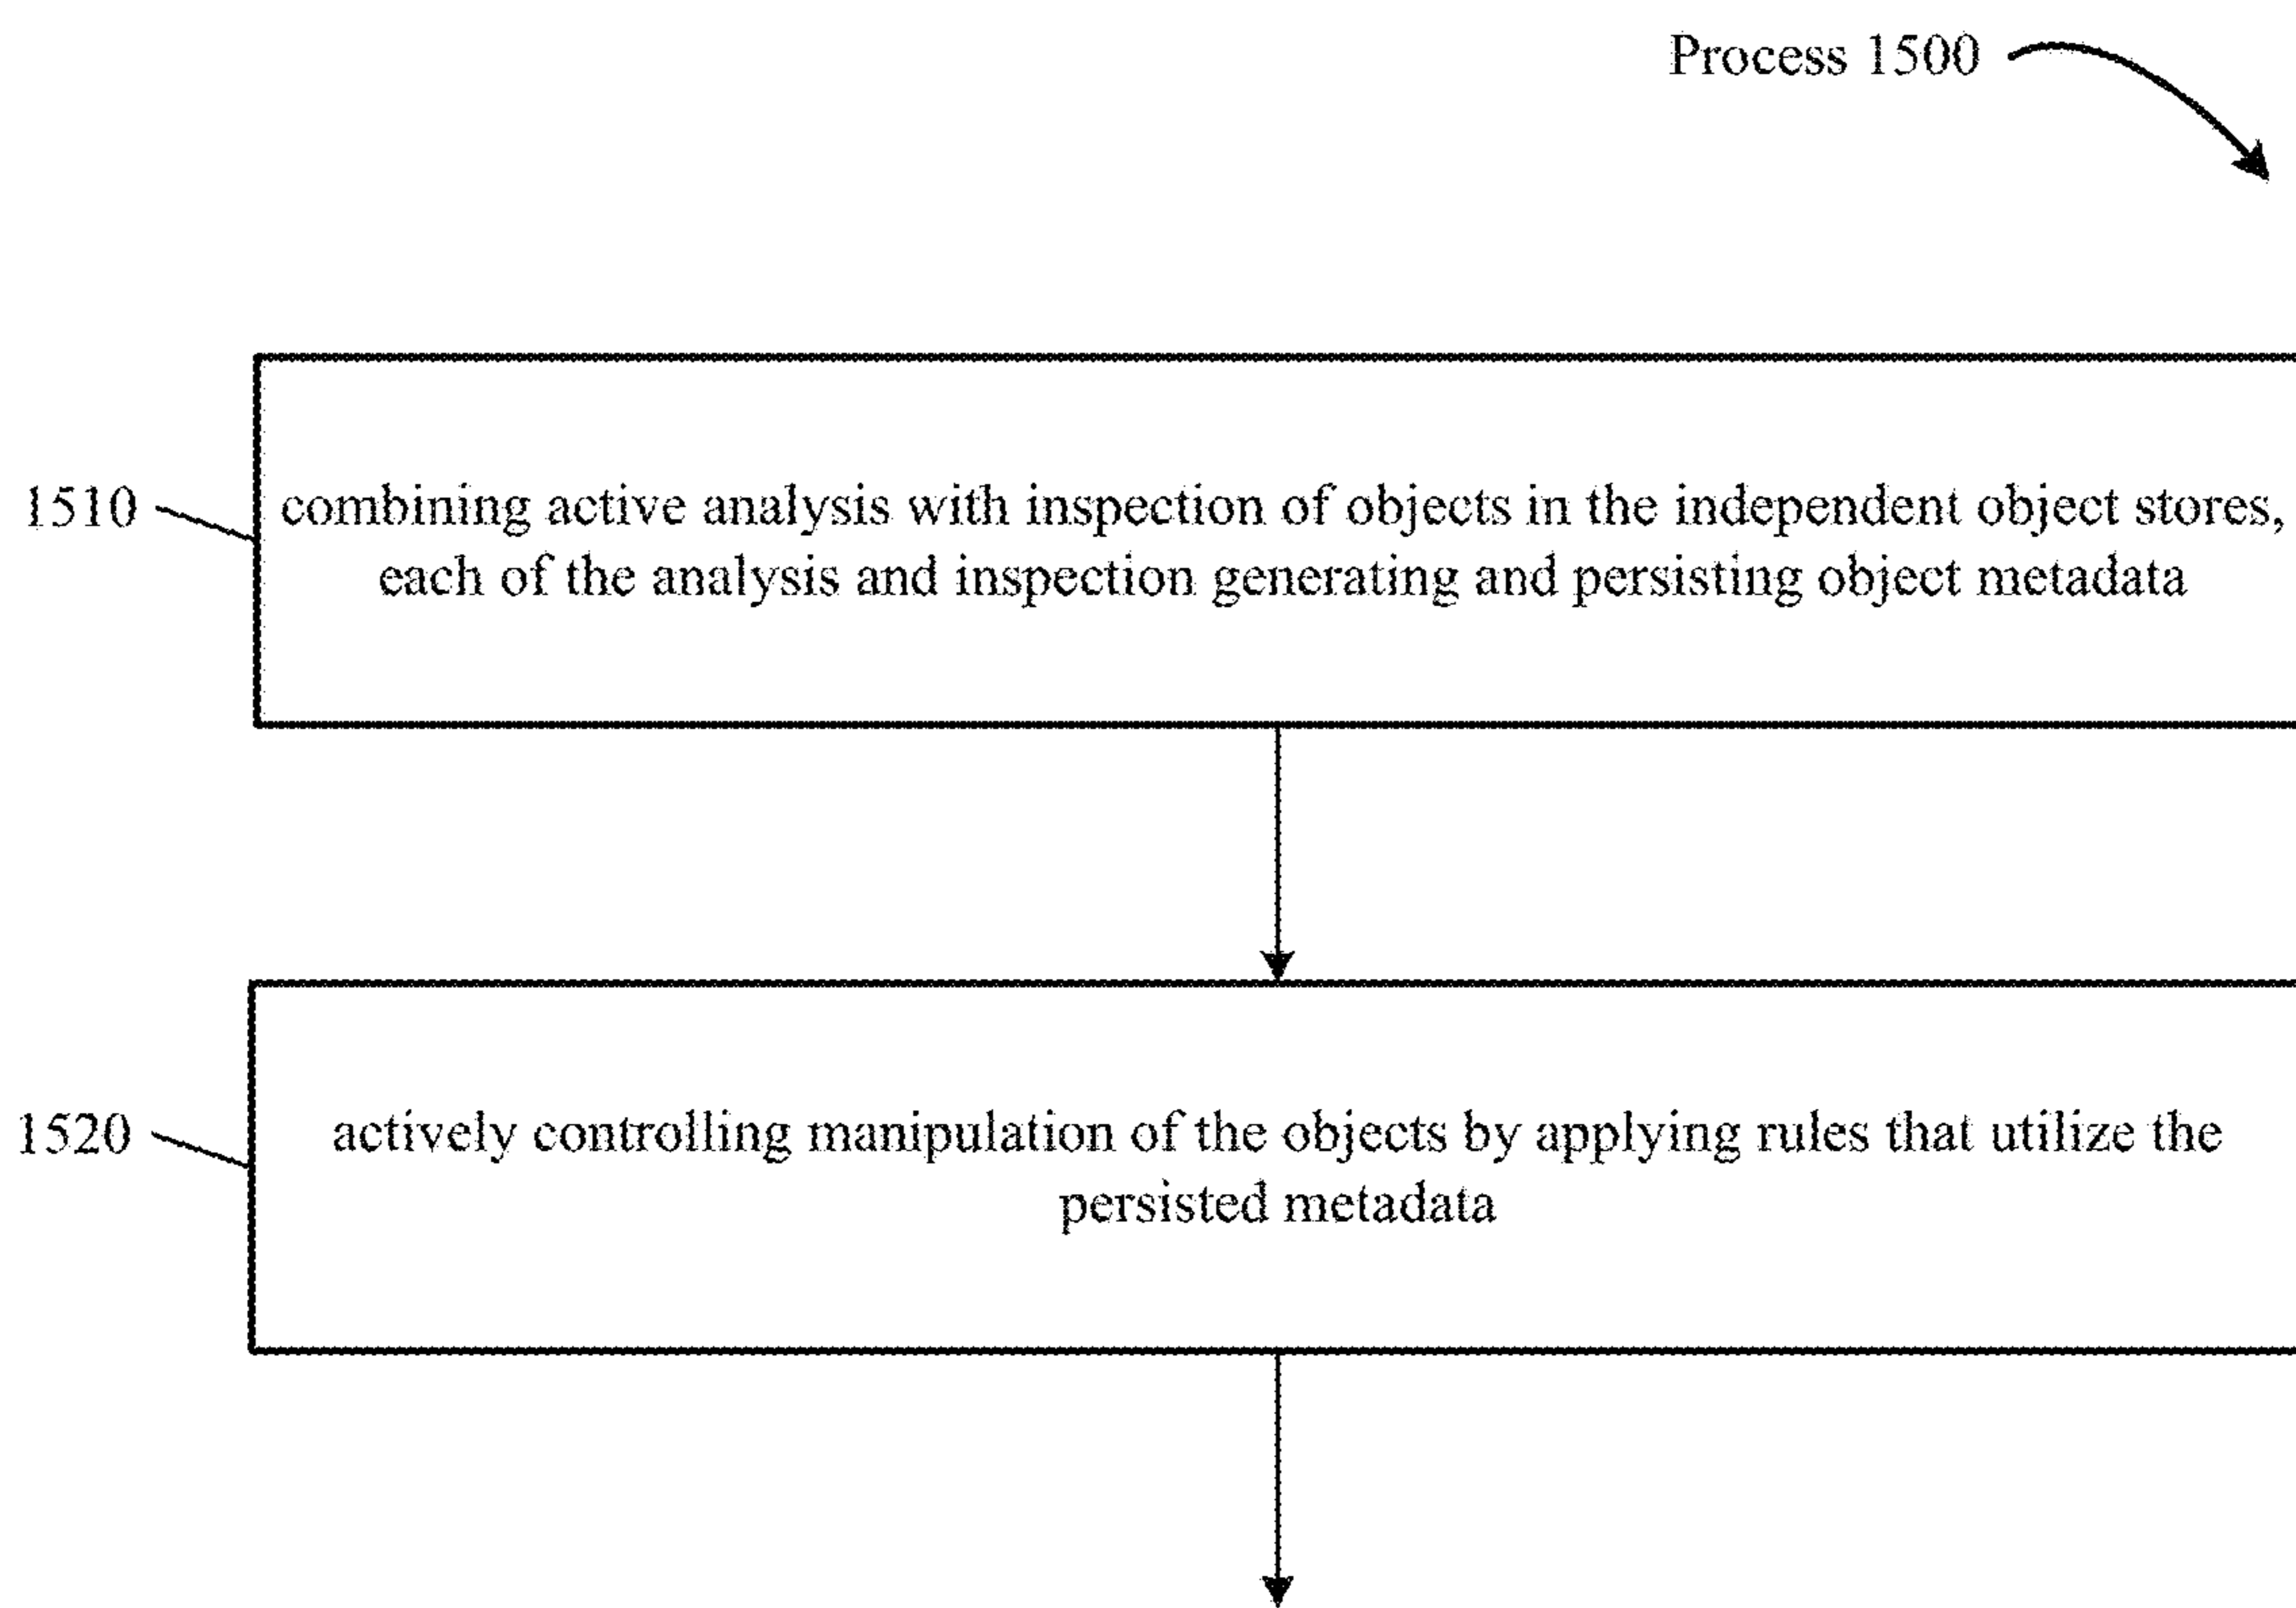 Process 1500
1510
combining active analysis with inspection of objects in the independent object stores,
each of the analysis and inspection generating and persisting object metadata
1520
actively controlling manipulation of the objects by applying rules that utilize the
persisted metadata